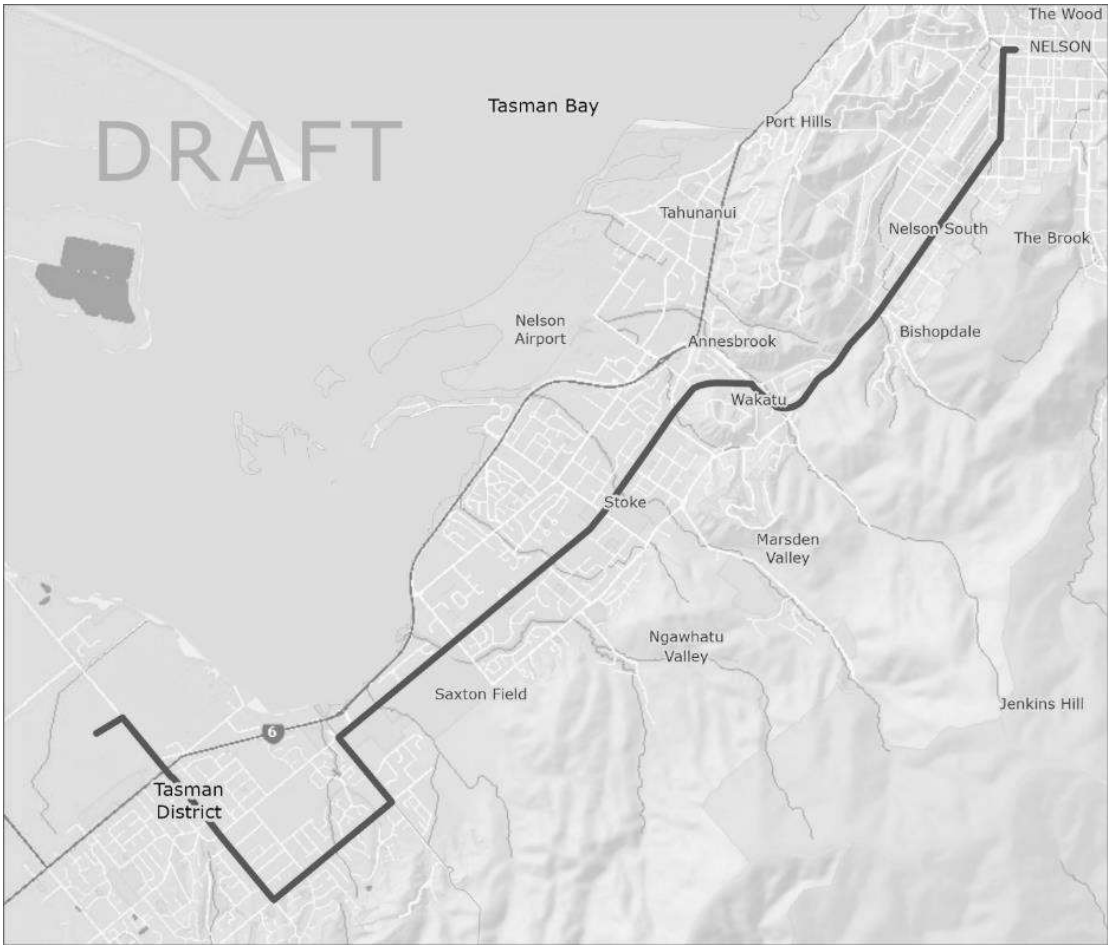 The Wood
NELSON
Tasman Bay
Port Hills
DRAFT
Tahunanui
Nelson South
The Brook
Nelson
Airport
Annesbrook
Bishopdale
Wakatu
Stoke
Marsden
Valley
Ngawhatu
Valley
Saxton Field
Jenkins Hill
6
Tasman
District